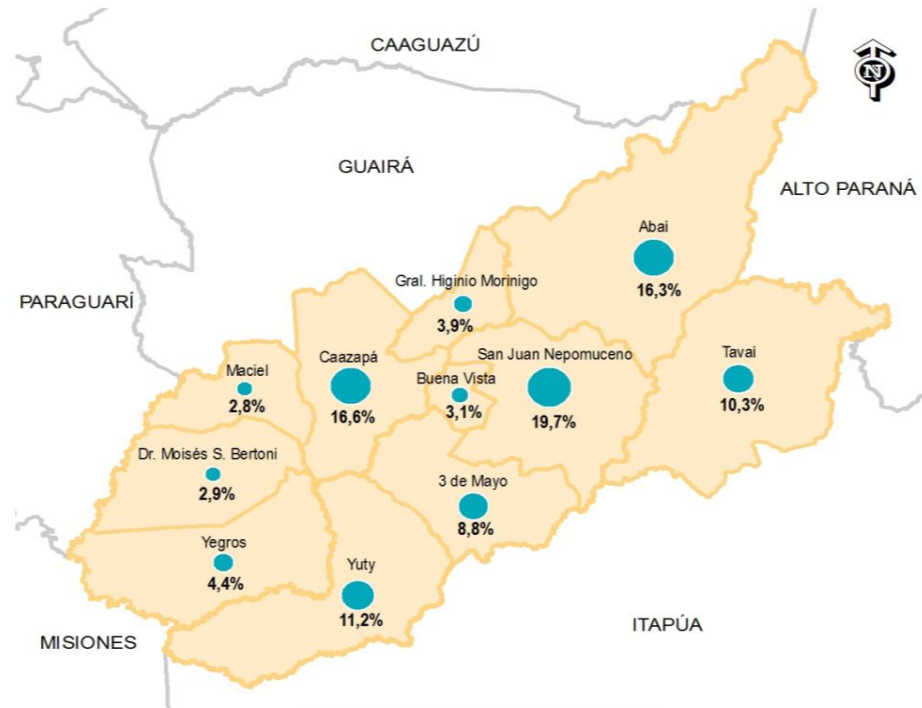 CAAGUAZÚ
N
GUAIRÁ
ALTO PARANÁ
Abai
16,3%
Gral. Higinio Morinigo
3,9%
PARAGUARÍ
San Juan Nepomuceno
19,7%
Tavai
10,3%
Caazapá
16,6%
Maciel
2,8%
Buena Vista
3,1%
Dr. Moisés S. Bertoni
2,9%
3 de Mayo
8,8%
Yegros
4,4%
Yuty
11,2%
MISIONES
ITAPÚA